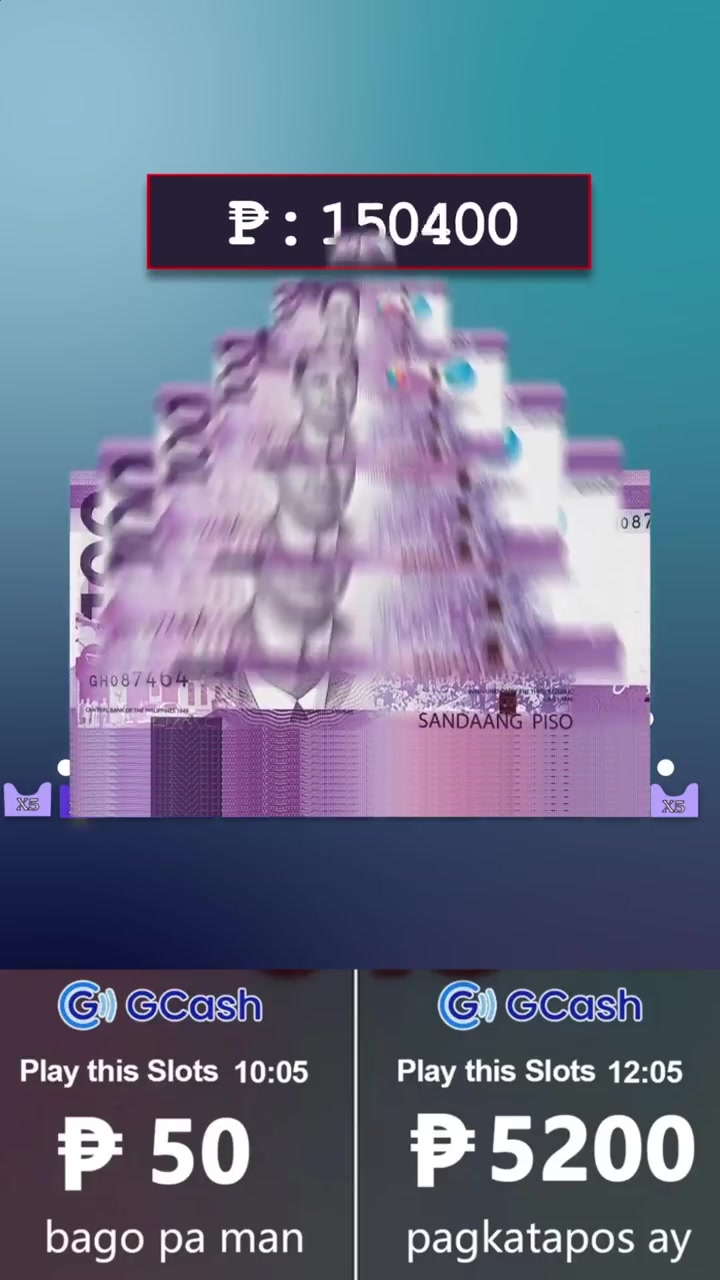 ₱: 150400
087
GH087464
CENTRAL BANK OF THE PHILIPPINES 1949
SANDAANG PISO
X5
X5
GCash
GCash
Play this Slots 10:05
Play this Slots 12:05
₱ 50
₱ 5200
bago pa man
pagkatapos ay